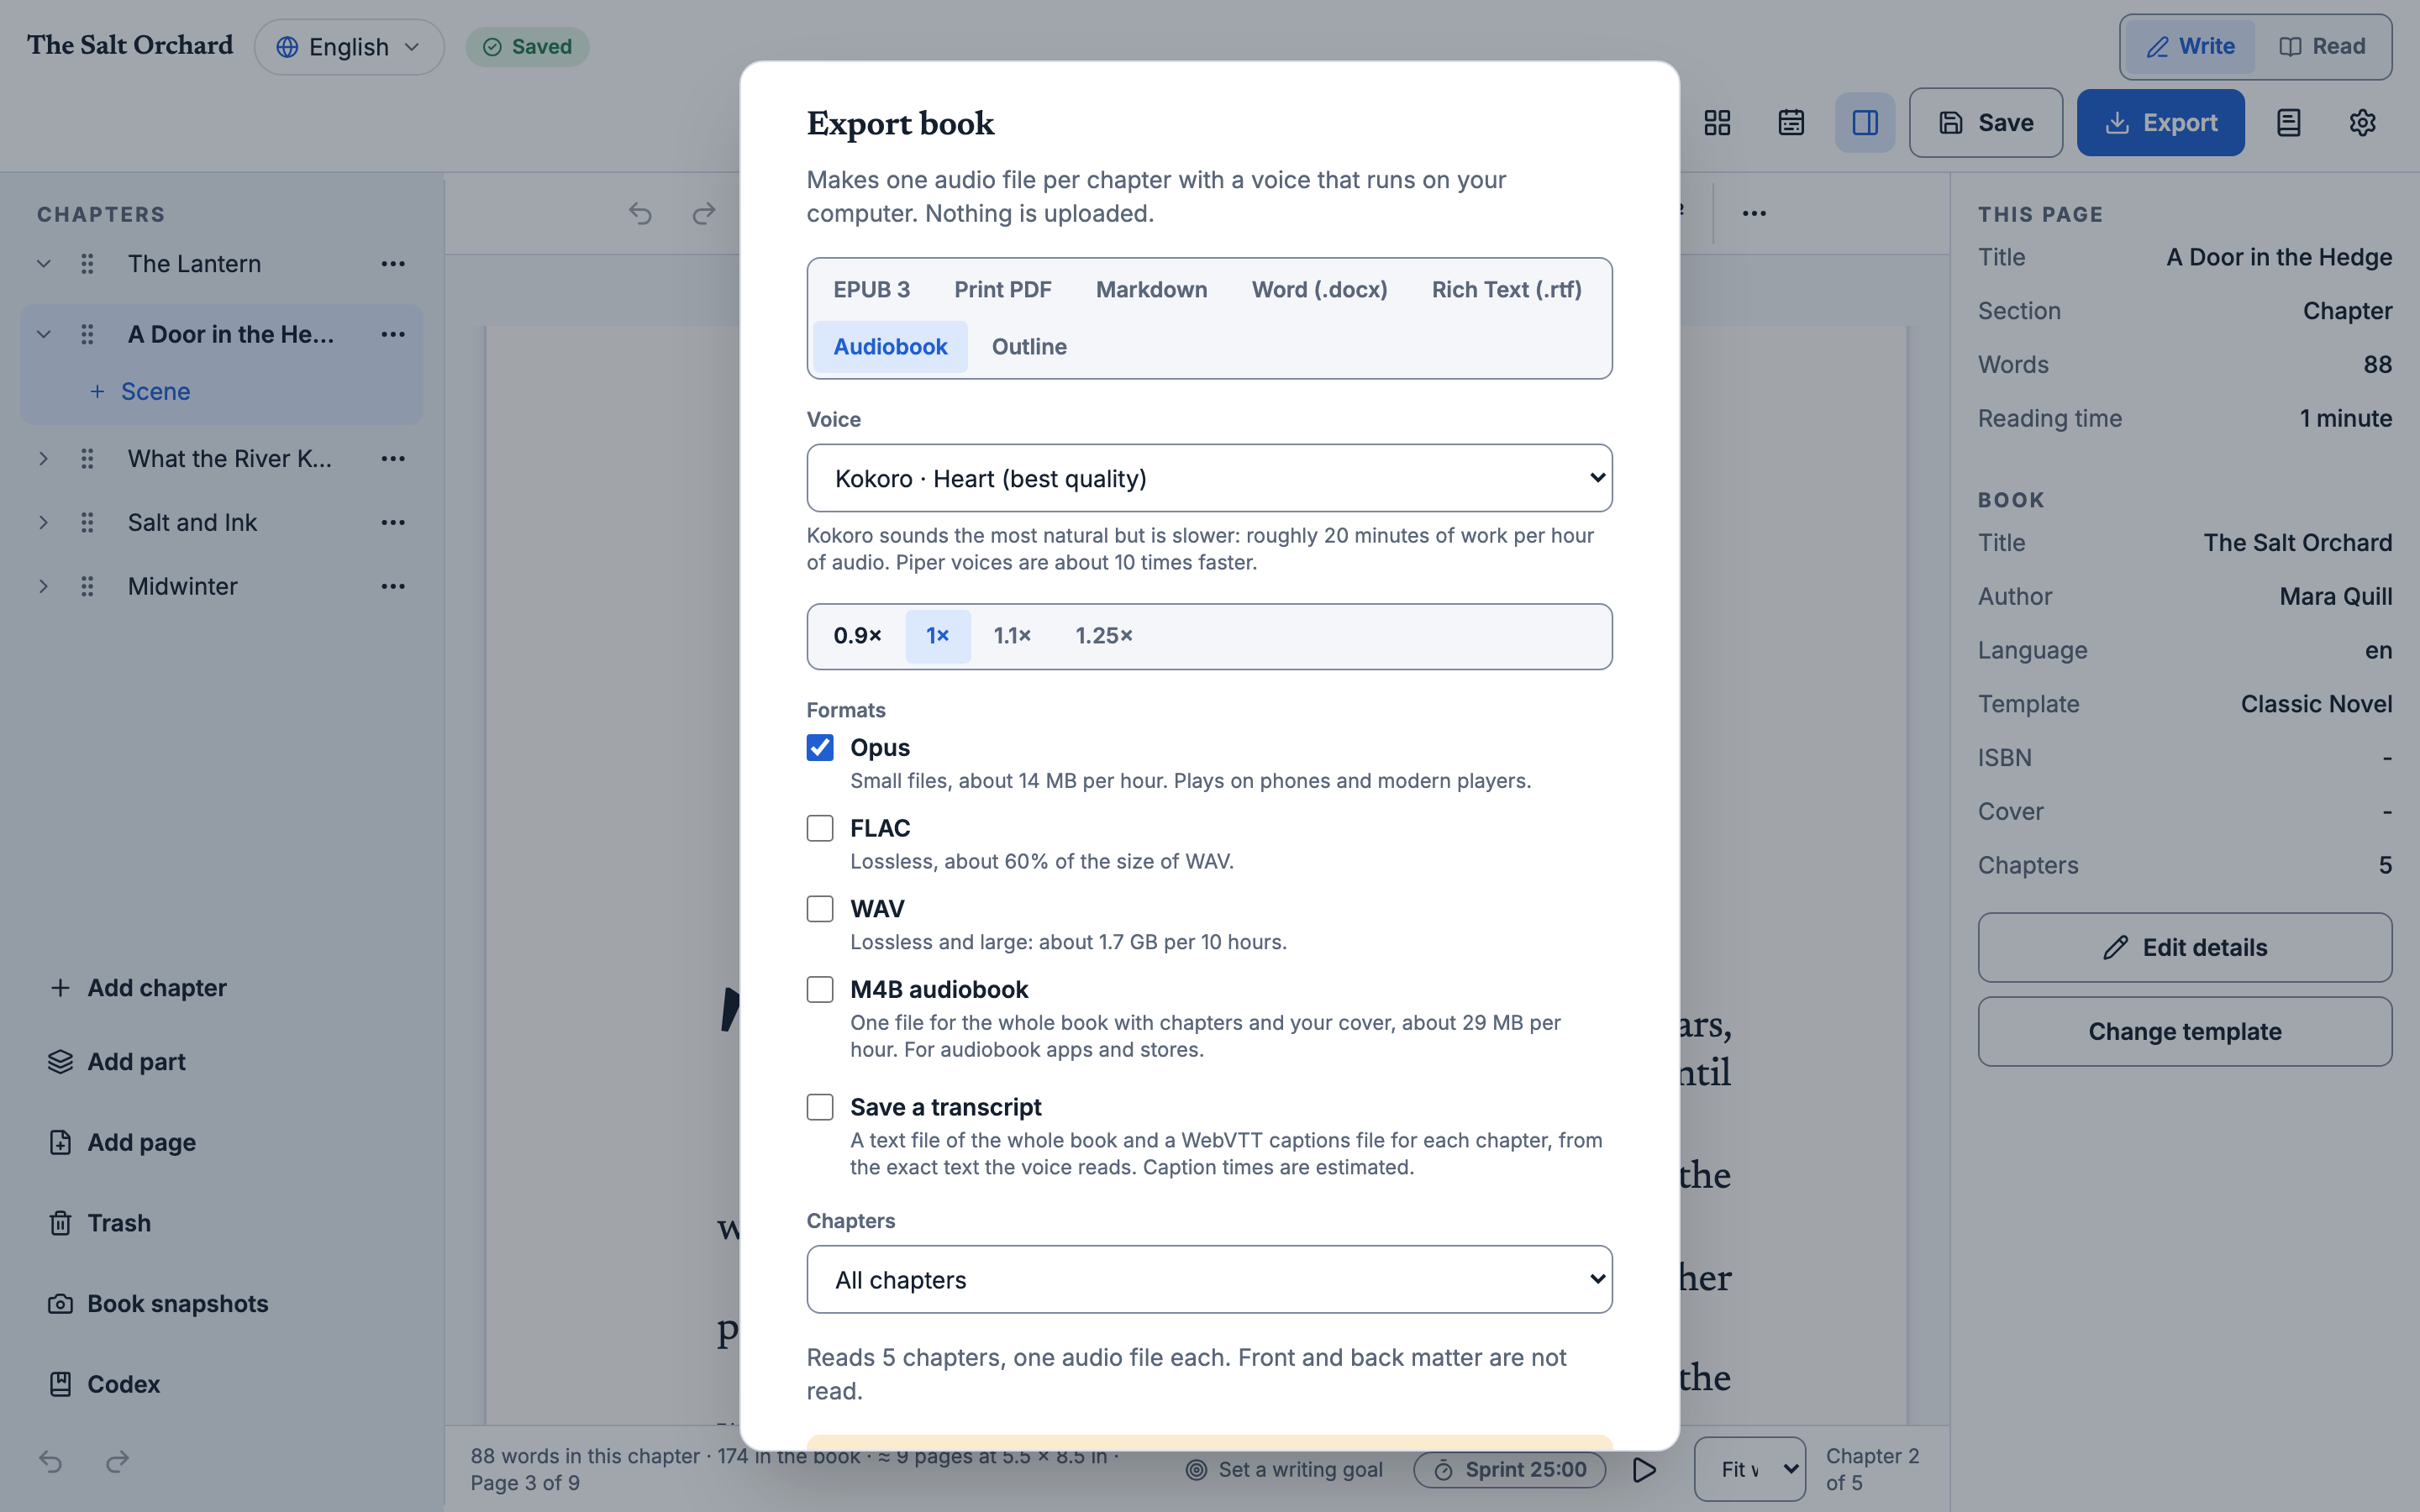 The Salt Orchard
English
Saved
Write
Read
Save
Export
CHAPTERS
The Lantern
A Door in the He...
+ Scene
What the River K...
Salt and Ink
Midwinter
Add chapter
Add part
Add page
Trash
Book snapshots
Codex
Export book
Makes one audio file per chapter with a voice that runs on your
computer. Nothing is uploaded.
EPUB 3
Print PDF
Markdown
Word (.docx)
Rich Text (.rtf)
Audiobook
Outline
Voice
Kokoro · Heart (best quality)
Kokoro sounds the most natural but is slower: roughly 20 minutes of work per hour
of audio. Piper voices are about 10 times faster.
0.9×
1×
1.1×
1.25×
Formats
Opus
Small files, about 14 MB per hour. Plays on phones and modern players.
FLAC
Lossless, about 60% of the size of WAV.
WAV
Lossless and large: about 1.7 GB per 10 hours.
M4B audiobook
One file for the whole book with chapters and your cover, about 29 MB per
hour. For audiobook apps and stores.
Save a transcript
A text file of the whole book and a WebVTT captions file for each chapter, from
the exact text the voice reads. Caption times are estimated.
Chapters
All chapters
Reads 5 chapters, one audio file each. Front and back matter are not
read.
the
her
the
88 words in this chapter · 174 in the book · ≈ 9 pages at 5.5 × 8.5 in ·
Page 3 of 9
Set a writing goal
Sprint 25:00
Fit
Chapter 2
of 5
THIS PAGE
Title
A Door in the Hedge
Section
Chapter
Words
88
Reading time
1 minute
BOOK
Title
The Salt Orchard
Author
Mara Quill
Language
en
Template
Classic Novel
ISBN
-
Cover
-
Chapters
5
Edit details
Change template